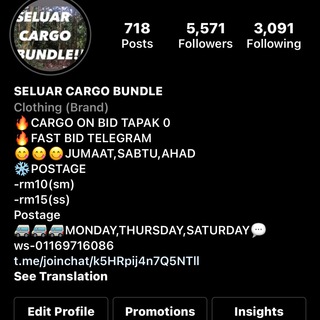 SELUAR
CARGO
BUNDLE!!
718 5,571 3,091
Posts Followers Following
SELUAR CARGO BUNDLE
Clothing (Brand)
🔥CARGO ON BID TAPAK 0
🔥FAST BID TELEGRAM
😋😋😋JUMAAT,SABTU,AHAD
❄️POSTAGE
-rm10(sm)
-rm15(ss)
Postage
🚙🚙🚙MONDAY,THURSDAY,SATURDAY💬
ws-01169716086
t.me/joinchat/k5HRpij4n7Q5NTll
See Translation
Edit Profile Promotions Insights